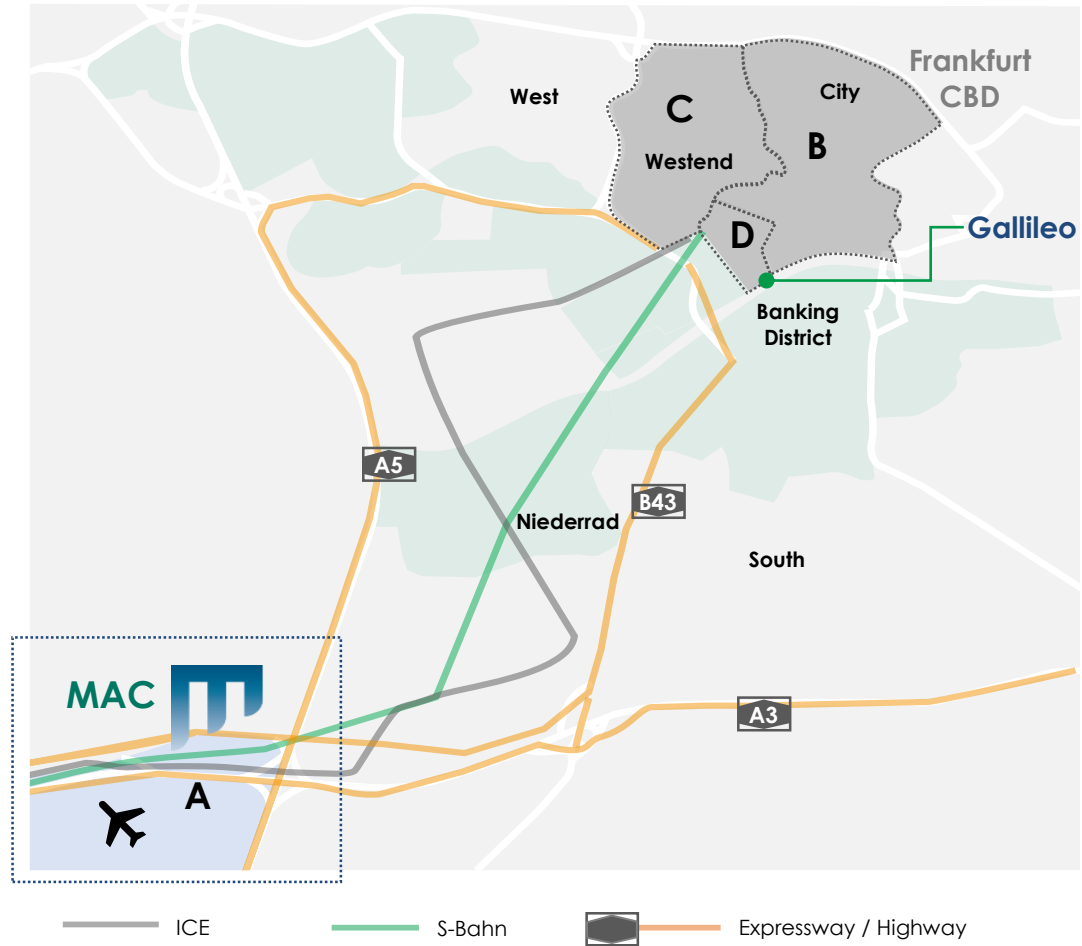 Frankfurt
CBD
City
West
C
B
Westend
D
Gallileo
Banking
District
A5
B43
Niederrad
South
MAC
A3
A
ICE
S-Bahn
Expressway / Highway